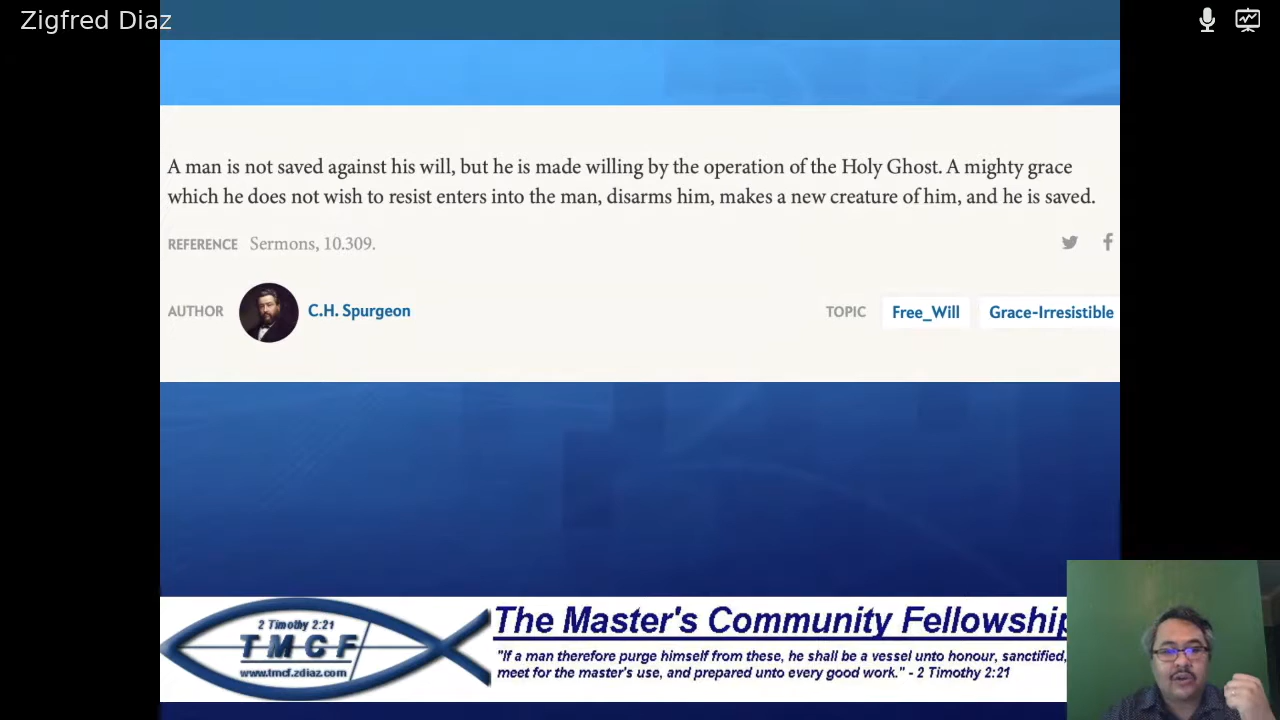 Zigfred Diaz
A man is not saved against his will, but he is made willing by the operation of the Holy Ghost. A mighty grace
which he does not wish to resist enters into the man, disarms him, makes a new creature of him, and he is saved.
REFERENCE Sermons, 10.309.
AUTHOR C.H. Spurgeon TOPIC Free_Will Grace-Irresistible
2 Timothy 2:21
TMCF
www.tmcf.zdiaz.com
The Master's Community Fellowship
"If a man therefore purge himself from these, he shall be a vessel unto honour, sanctified,
meet for the master's use, and prepared unto every good work." - 2 Timothy 2:21